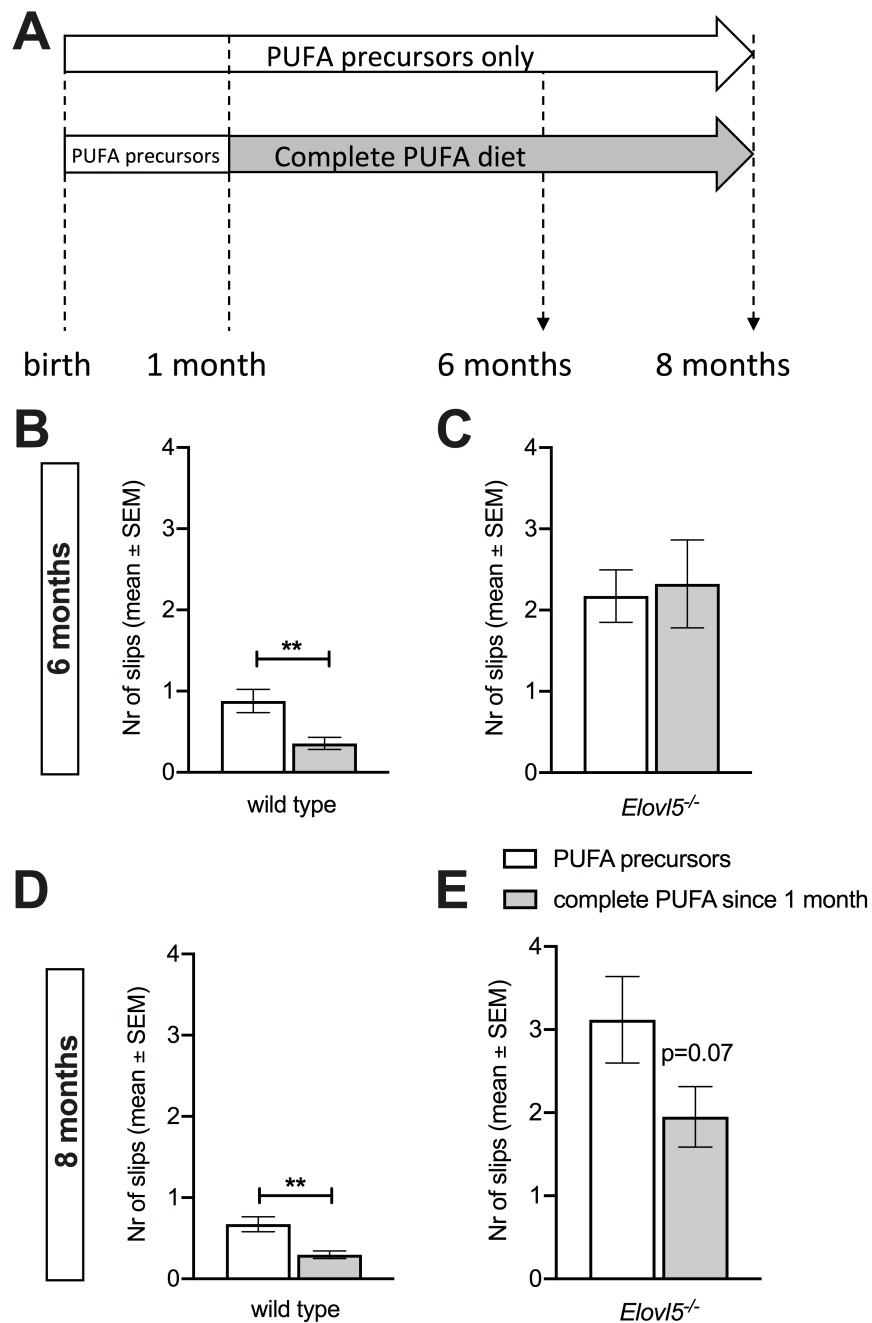 A
PUFA precursors only
PUFA precursors
Complete PUFA diet
birth
1 month
6 months
8 months
B
C
6 months
Nr of slips (mean ± SEM)
4
3
2
1
0
**
wild type
Nr of slips (mean ± SEM)
4
3
2
1
0
Elovl5-/-
PUFA precursors
complete PUFA since 1 month
D
E
8 months
Nr of slips (mean ± SEM)
4
3
2
1
0
**
wild type
Nr of slips (mean ± SEM)
4
3
2
1
0
p=0.07
Elovl5-/-